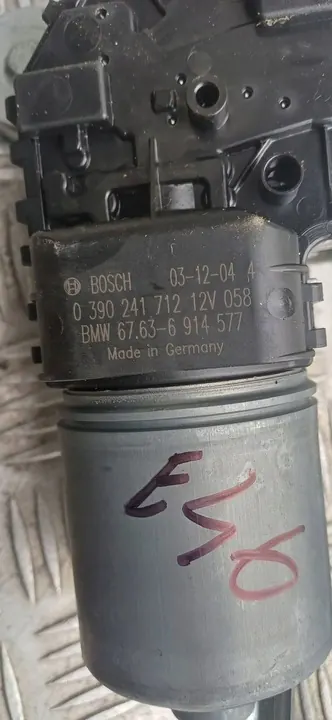 BOSCH 03-12-04 4
0 390 241 712 12V 058
BMW 67.63-6 914 577
Made in Germany